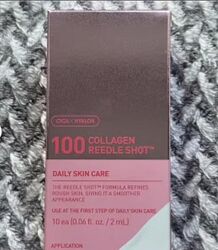 CICA × HYALON
100 COLLAGEN
REEDLE SHOT™
DAILY SKIN CARE
THE REEDLE SHOT™ FORMULA REFINES
ROUGH SKIN, GIVING IT A SMOOTHER
APPEARANCE
USE AT THE FIRST STEP OF DAILY SKIN CARE
10 ea (0.06 fl. oz. / 2 mL)
APPLICATION